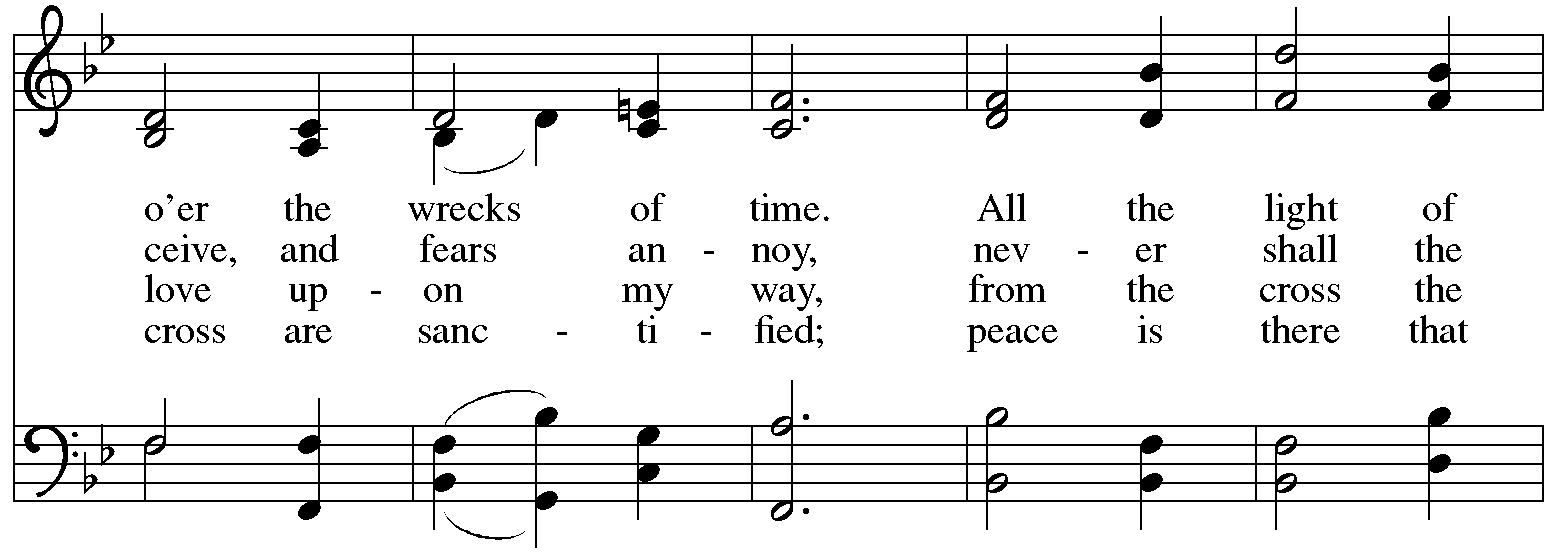 o’er the wrecks of time. All the light of
ceive, and fears an - noy, nev - er shall the
love up - on my way, from the cross the
cross are sanc - ti - fied; peace is there that